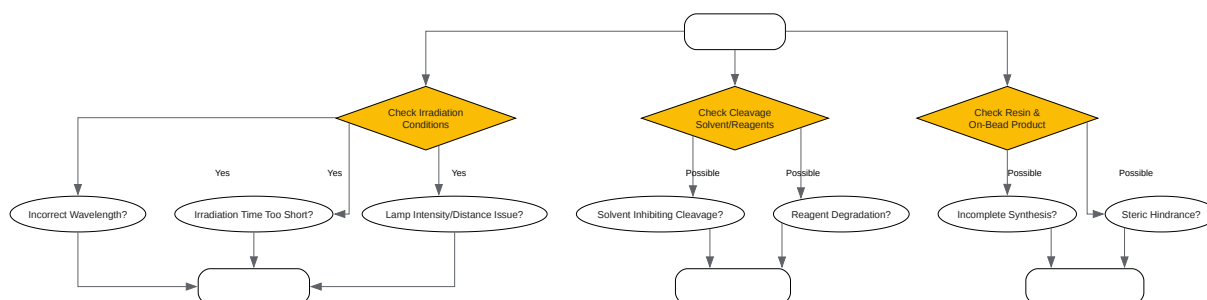 Check Irradiation
Conditions
Check Cleavage
Solvent/Reagents
Check Resin &
On-Bead Product
Yes
Yes
Yes
Possible
Possible
Possible
Possible
Incorrect Wavelength?
Irradiation Time Too Short?
Lamp Intensity/Distance Issue?
Solvent Inhibiting Cleavage?
Reagent Degradation?
Incomplete Synthesis?
Steric Hindrance?